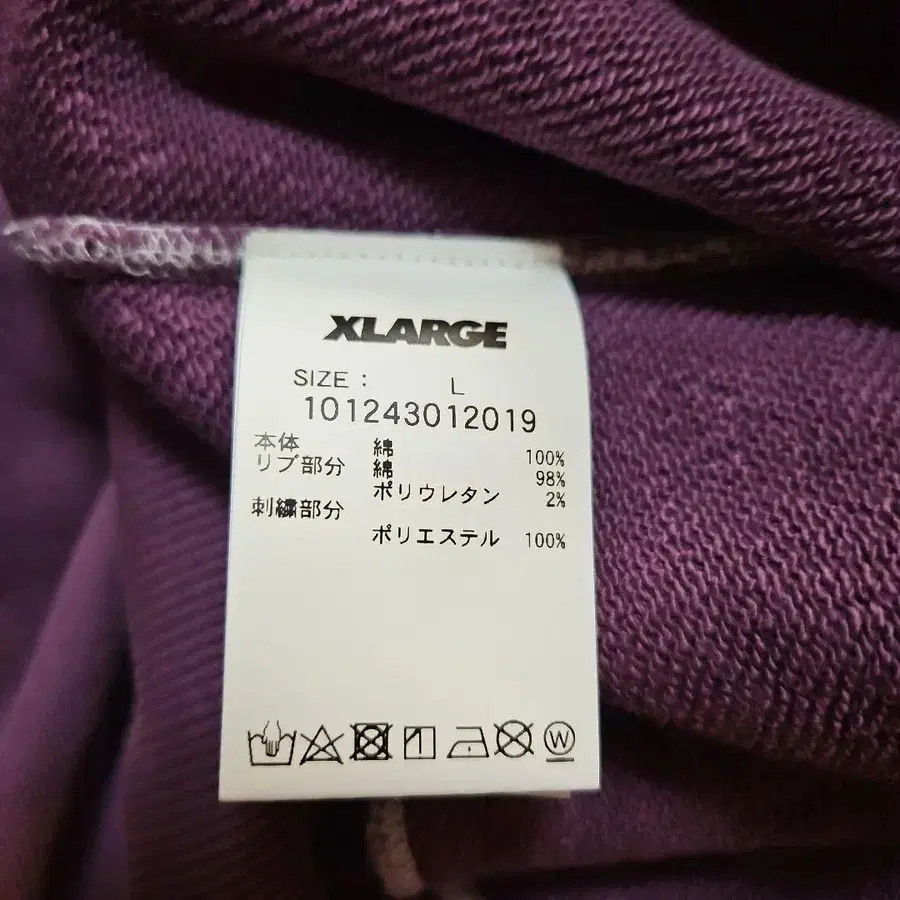 XLARGE
SIZE : L
101243012019
本体 綿 100%
リブ部分 綿 98%
ポリウレタン 2%
刺繍部分
ポリエステル 100%
W